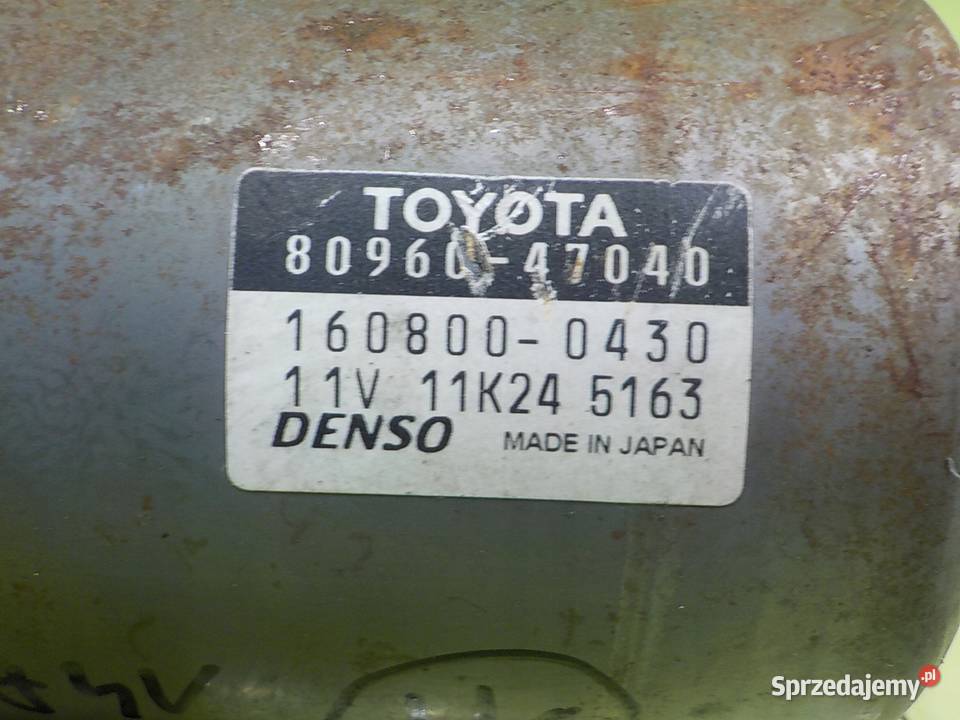 TOYOTA
80960-47040
160800-0430
11V 11K24 5163
DENSO MADE IN JAPAN
Sprzedajemy.pl